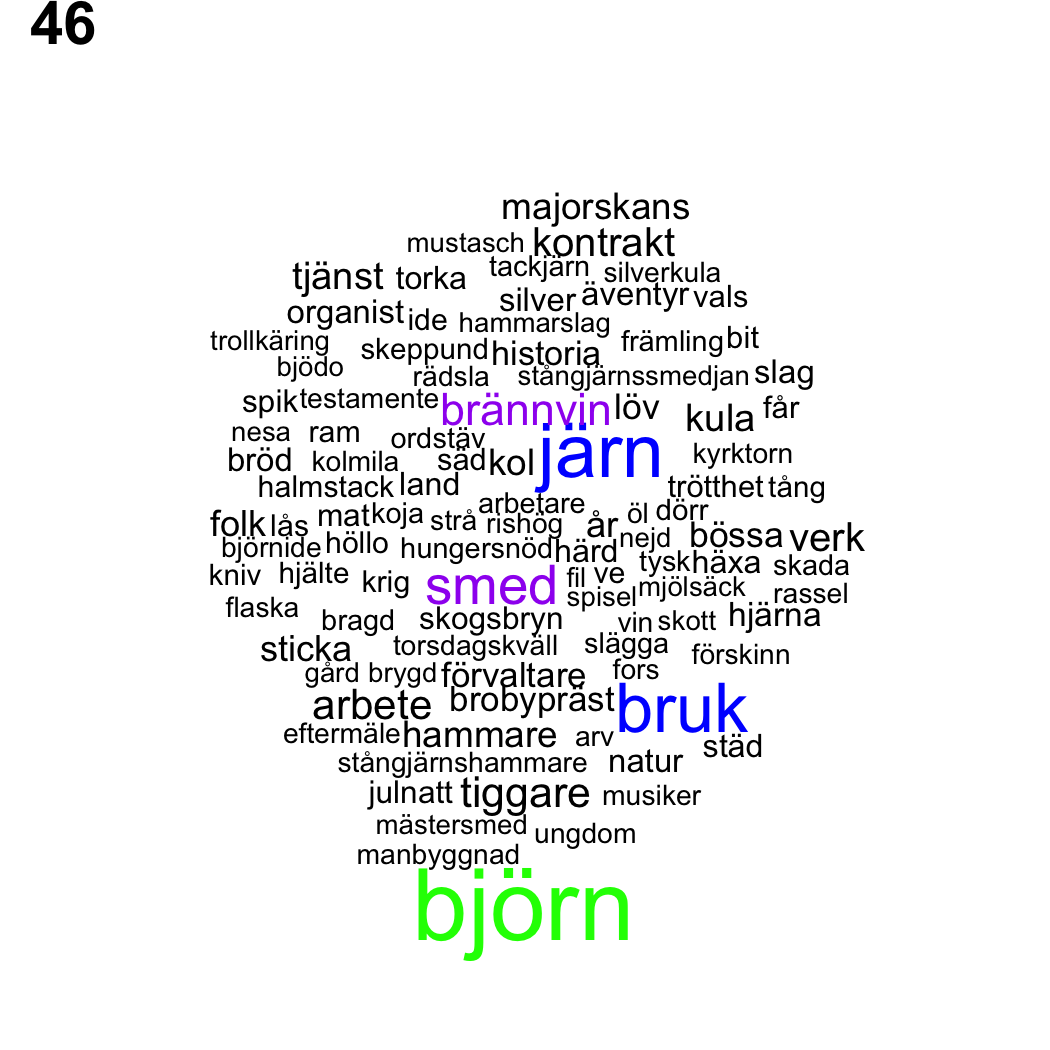 46
majorskans
mustasch kontrakt
tjänst torka tackjärn silverkula
organist ide silver äventyr vals
trollkäring hammarslag främling bit
bjödo skeppund historia
rädsla stångjärnssmedjan slag
spik testamente brännvin löv kula får
nesa ram ordstäv järn kyrktorn
bröd kolmila säd kol
halmstack land trötthet tång
folk lås mat koja strå arbetare rishög år öl dörr bössa verk
björnide höllo hungersnöd härd nejd
kniv hjälte krig smed fil ve tysk häxa skada
flaska spisel mjölsäck rassel
bragd skogsbryn vin skott hjärna
sticka torsdagskväll slägga förskinn
gård brygd förvaltare fors
arbete brobypräst bruk
eftermäle hammare arv städ
stångjärnshammare natur
julnatt tiggare musiker
mästersmed ungdom
manbyggnad
björn